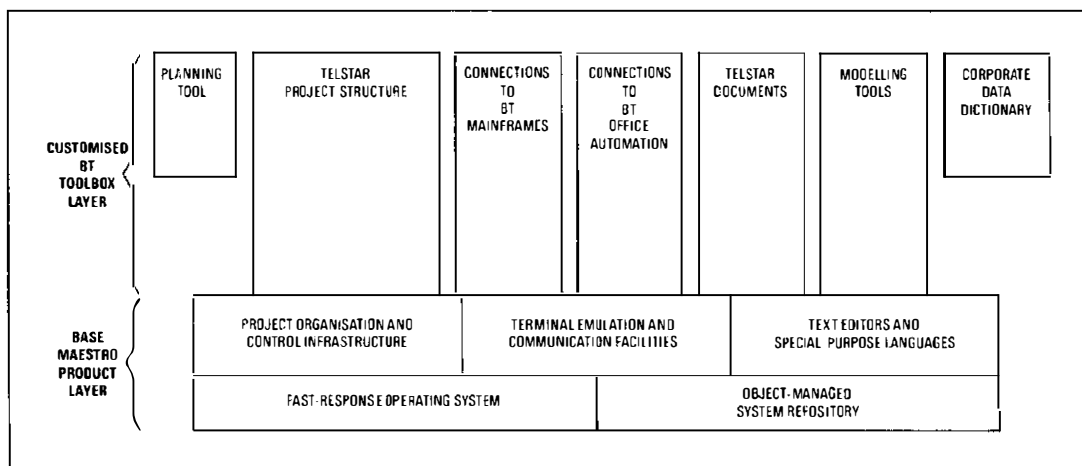 PLANNING
TOOL
TELSTAR
PROJECT STRUCTURE
CONNECTIONS
TO
BT
MAINFRAMES
CONNECTIONS
TO
BT
OFFICE
AUTOMATION
TELSTAR
DOCUMENTS
MODELLING
TOOLS
CORPORATE
DATA
DICTIONARY
CUSTOMISED
BT
TOOLBOX
LAYER
BASE
MAESTRO
PRODUCT
LAYER
PROJECT ORGANISATION AND
CONTROL INFRASTRUCTURE
TERMINAL EMULATION AND
COMMUNICATION FACILITIES
TEXT EDITORS AND
SPECIAL PURPOSE LANGUAGES
FAST-RESPONSE OPERATING SYSTEM
OBJECT-MANAGED
SYSTEM REPOSITORY